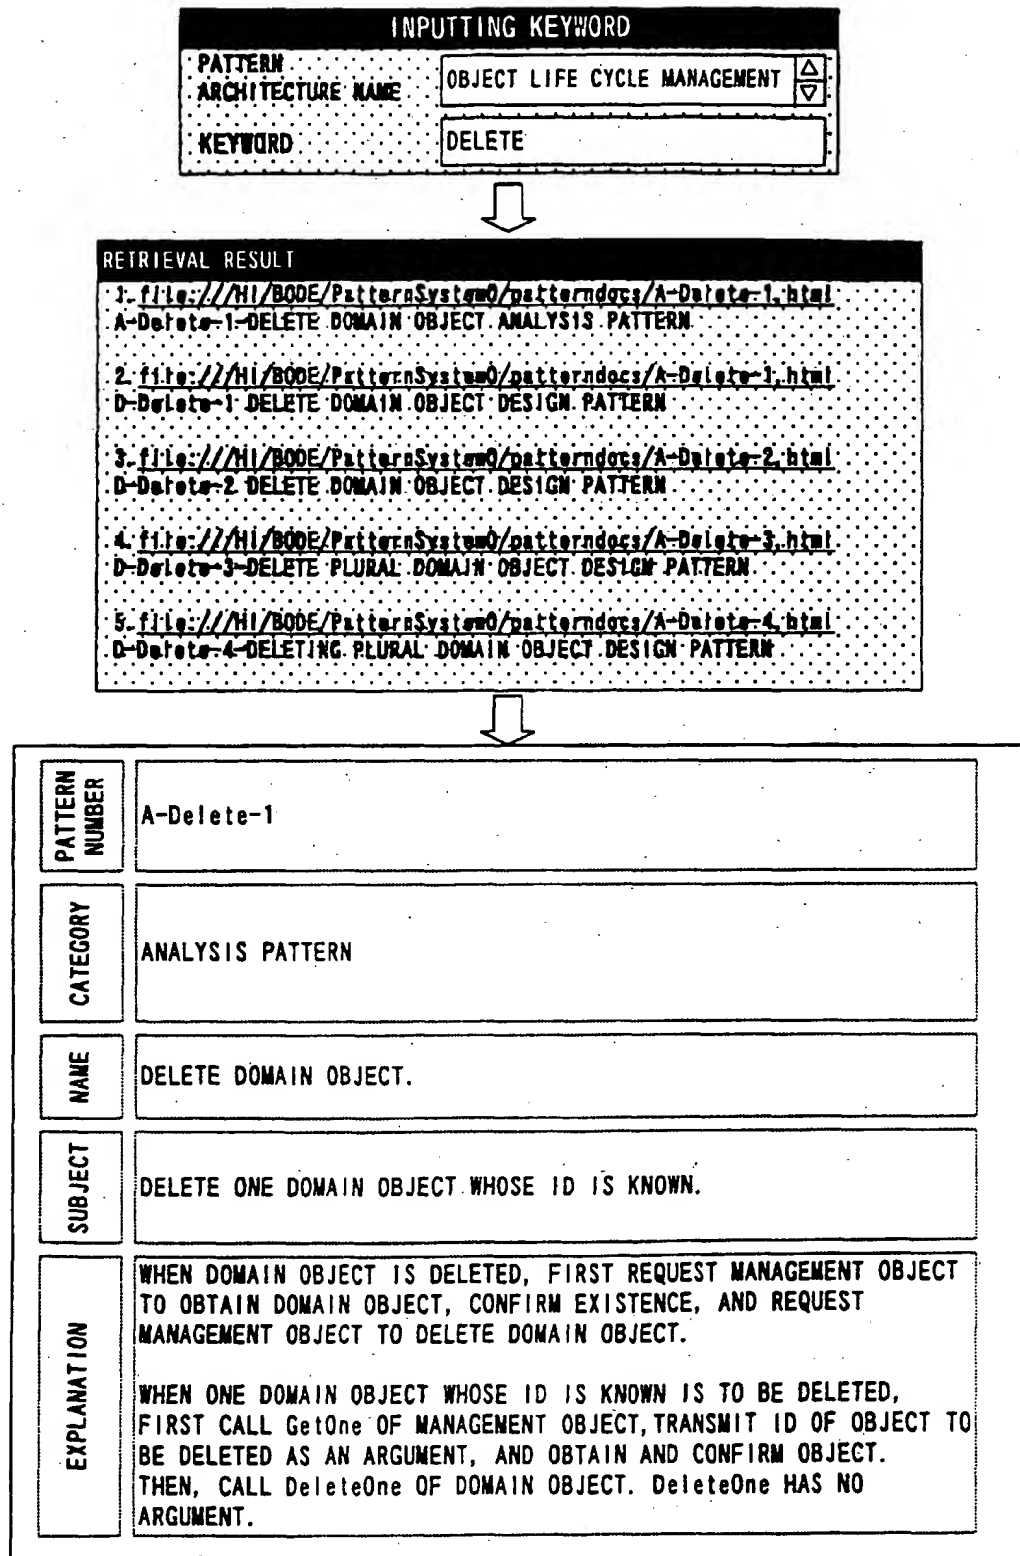 INPUTTING KEYWORD
PATTERN
ARCHITECTURE NAME
OBJECT LIFE CYCLE MANAGEMENT
KEYWORD
DELETE
RETRIEVAL RESULT
1. file:///HI/BODE/PatternSystem0/patterndocs/A-Delete-1.html
A-Delete-1-DELETE DOMAIN OBJECT ANALYSIS PATTERN
2. file:///HI/BODE/PatternSystem0/patterndocs/A-Delete-1.html
D-Delete-1 DELETE DOMAIN OBJECT DESIGN PATTERN
3. file:///HI/BODE/PatternSystem0/patterndocs/A-Delete-2.html
D-Delete-2 DELETE DOMAIN OBJECT DESIGN PATTERN
4. file:///HI/BODE/PatternSystem0/patterndocs/A-Delete-3.html
D-Delete-3-DELETE PLURAL DOMAIN OBJECT DESIGN PATTERN
5. file:///HI/BODE/PatternSystem0/patterndocs/A-Delete-4.html
D-Delete-4-DELETING PLURAL DOMAIN OBJECT DESIGN PATTERN
PATTERN
NUMBER
A-Delete-1
CATEGORY
ANALYSIS PATTERN
NAME
DELETE DOMAIN OBJECT.
SUBJECT
DELETE ONE DOMAIN OBJECT WHOSE ID IS KNOWN.
EXPLANATION
WHEN DOMAIN OBJECT IS DELETED, FIRST REQUEST MANAGEMENT OBJECT
TO OBTAIN DOMAIN OBJECT, CONFIRM EXISTENCE, AND REQUEST
MANAGEMENT OBJECT TO DELETE DOMAIN OBJECT.
WHEN ONE DOMAIN OBJECT WHOSE ID IS KNOWN IS TO BE DELETED,
FIRST CALL GetOne OF MANAGEMENT OBJECT, TRANSMIT ID OF OBJECT TO
BE DELETED AS AN ARGUMENT, AND OBTAIN AND CONFIRM OBJECT.
THEN, CALL DeleteOne OF DOMAIN OBJECT. DeleteOne HAS NO
ARGUMENT.